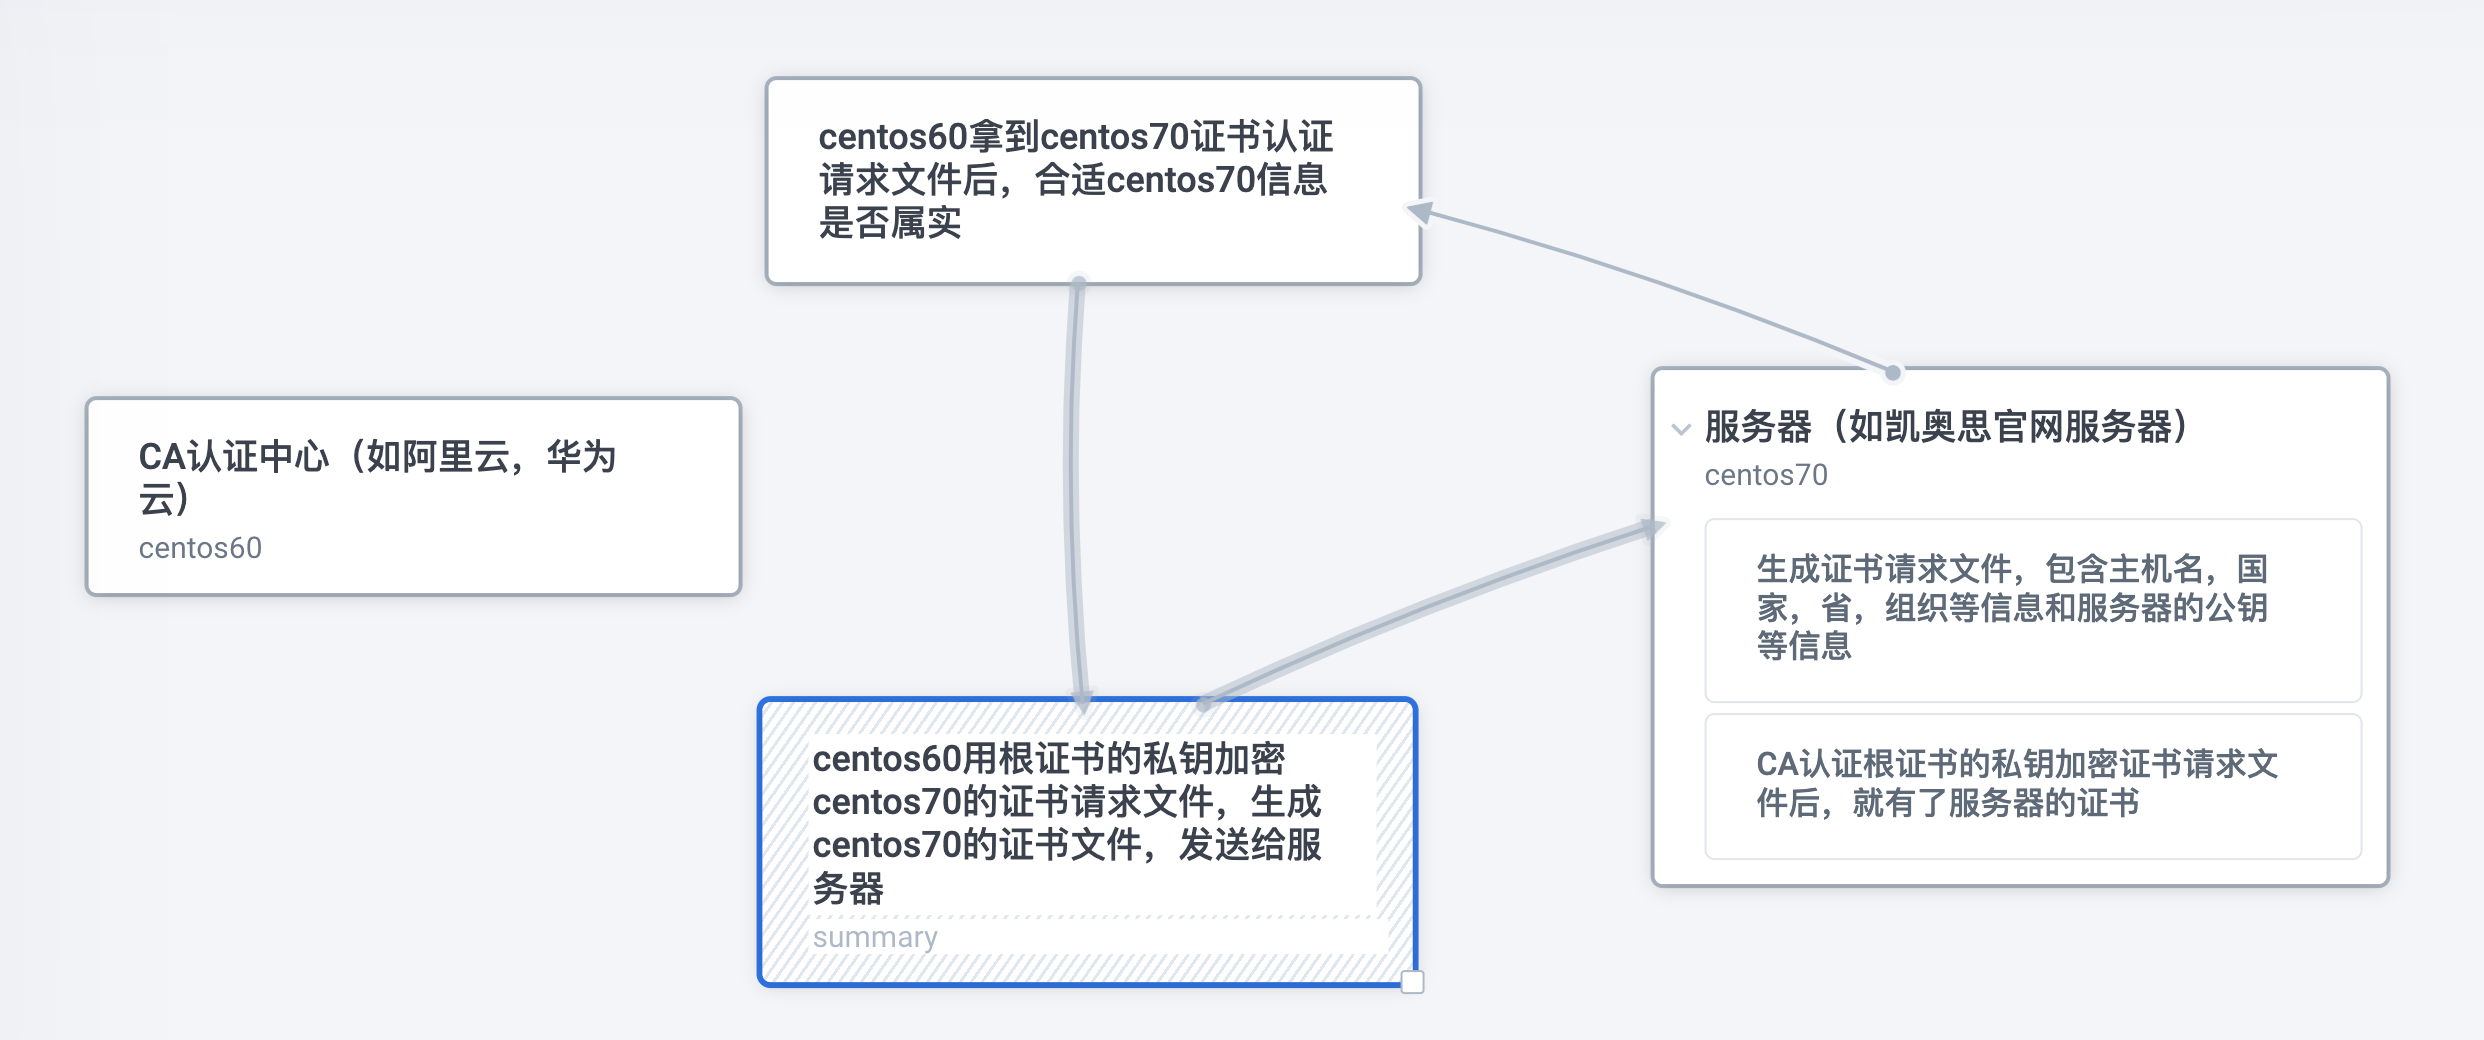 centos60拿到centos70证书认证
请求文件后，合适centos70信息
是否属实
CA认证中心（如阿里云，华为
云）
centos60
服务器（如凯奥思官网服务器）
centos70
生成证书请求文件，包含主机名，国
家，省，组织等信息和服务器的公钥
等信息
CA认证根证书的私钥加密证书请求文
件后，就有了服务器的证书
centos60用根证书的私钥加密
centos70的证书请求文件，生成
centos70的证书文件，发送给服
务器
summary